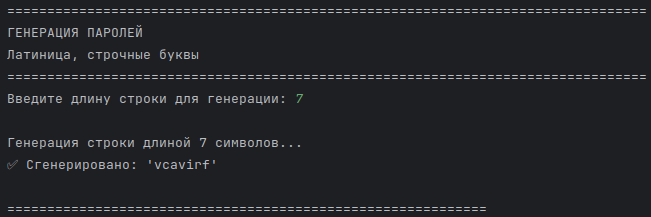 ================================================================================
ГЕНЕРАЦИЯ ПАРОЛЕЙ
Латиница, строчные буквы
================================================================================
Введите длину строки для генерации: 7
Генерация строки длиной 7 символов...
✅ Сгенерировано: 'vcavirf'
============================================================